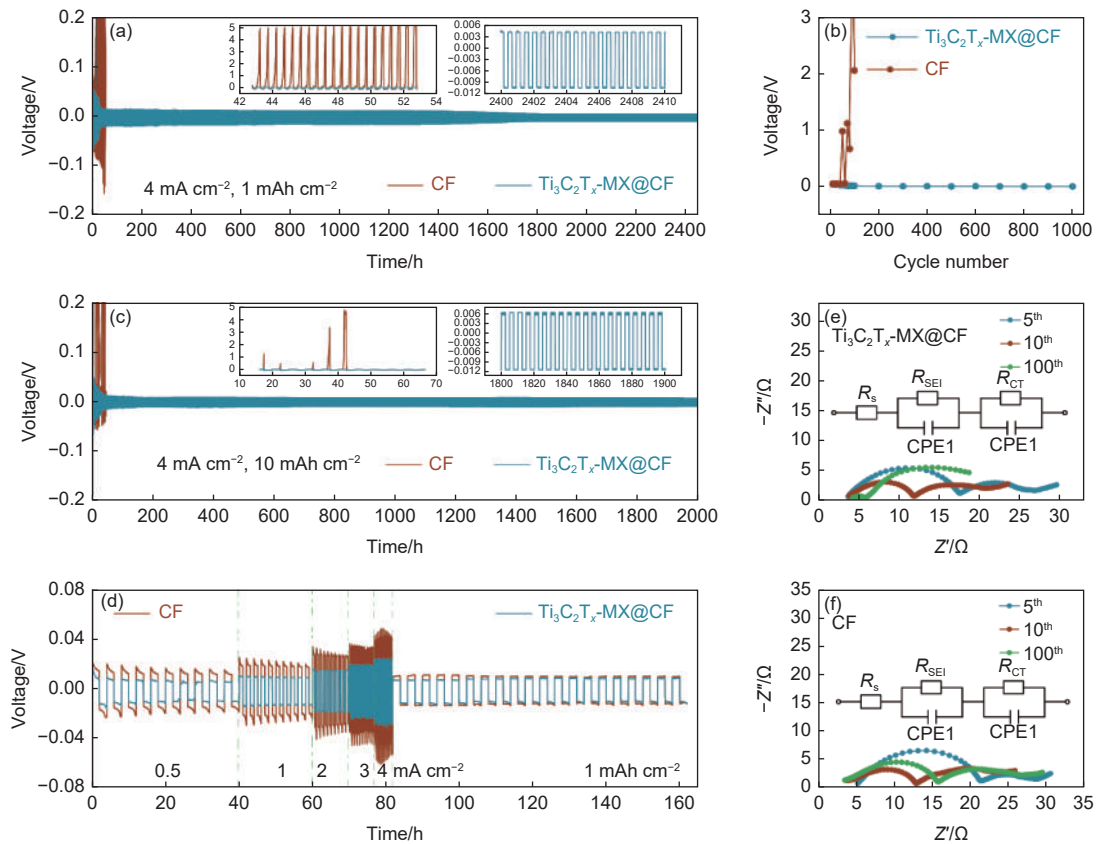 (a)
0.2
0.1
0.0
−0.1
−0.2
Voltage/V
5
4
3
2
1
0
42 44 46 48 50 52 54
0.006
0.003
0.000
−0.003
−0.006
−0.009
−0.012
2400 2402 2404 2406 2408 2410
4 mA cm⁻², 1 mAh cm⁻²
CF
Ti₃C₂Tₓ-MX@CF
0 200 400 600 800 1000 1200 1400 1600 1800 2000 2200 2400
Time/h
(b)
Ti₃C₂Tₓ-MX@CF
CF
3
2
1
0
Voltage/V
0 200 400 600 800 1000
Cycle number
(c)
0.2
0.1
0.0
−0.1
−0.2
Voltage/V
5
4
3
2
1
0
10 20 30 40 50 60 70
0.006
0.003
0.000
−0.003
−0.006
−0.009
−0.012
1800 1820 1840 1860 1880 1900
4 mA cm⁻², 10 mAh cm⁻²
CF
Ti₃C₂Tₓ-MX@CF
0 200 400 600 800 1000 1200 1400 1600 1800 2000
Time/h
(e)
Ti₃C₂Tₓ-MX@CF
5th
10th
100th
30
25
20
15
10
5
0
−Z″/Ω
Rs
RSEI
RCT
CPE1
CPE1
0 5 10 15 20 25 30
Z′/Ω
(d)
CF
Ti₃C₂Tₓ-MX@CF
0.08
0.04
0.00
−0.04
−0.08
Voltage/V
0.5 1 2 3 4 mA cm⁻² 1 mAh cm⁻²
0 20 40 60 80 100 120 140 160
Time/h
(f)
CF
5th
10th
100th
35
30
25
20
15
10
5
0
−Z″/Ω
Rs
RSEI
RCT
CPE1
CPE1
0 5 10 15 20 25 30 35
Z′/Ω